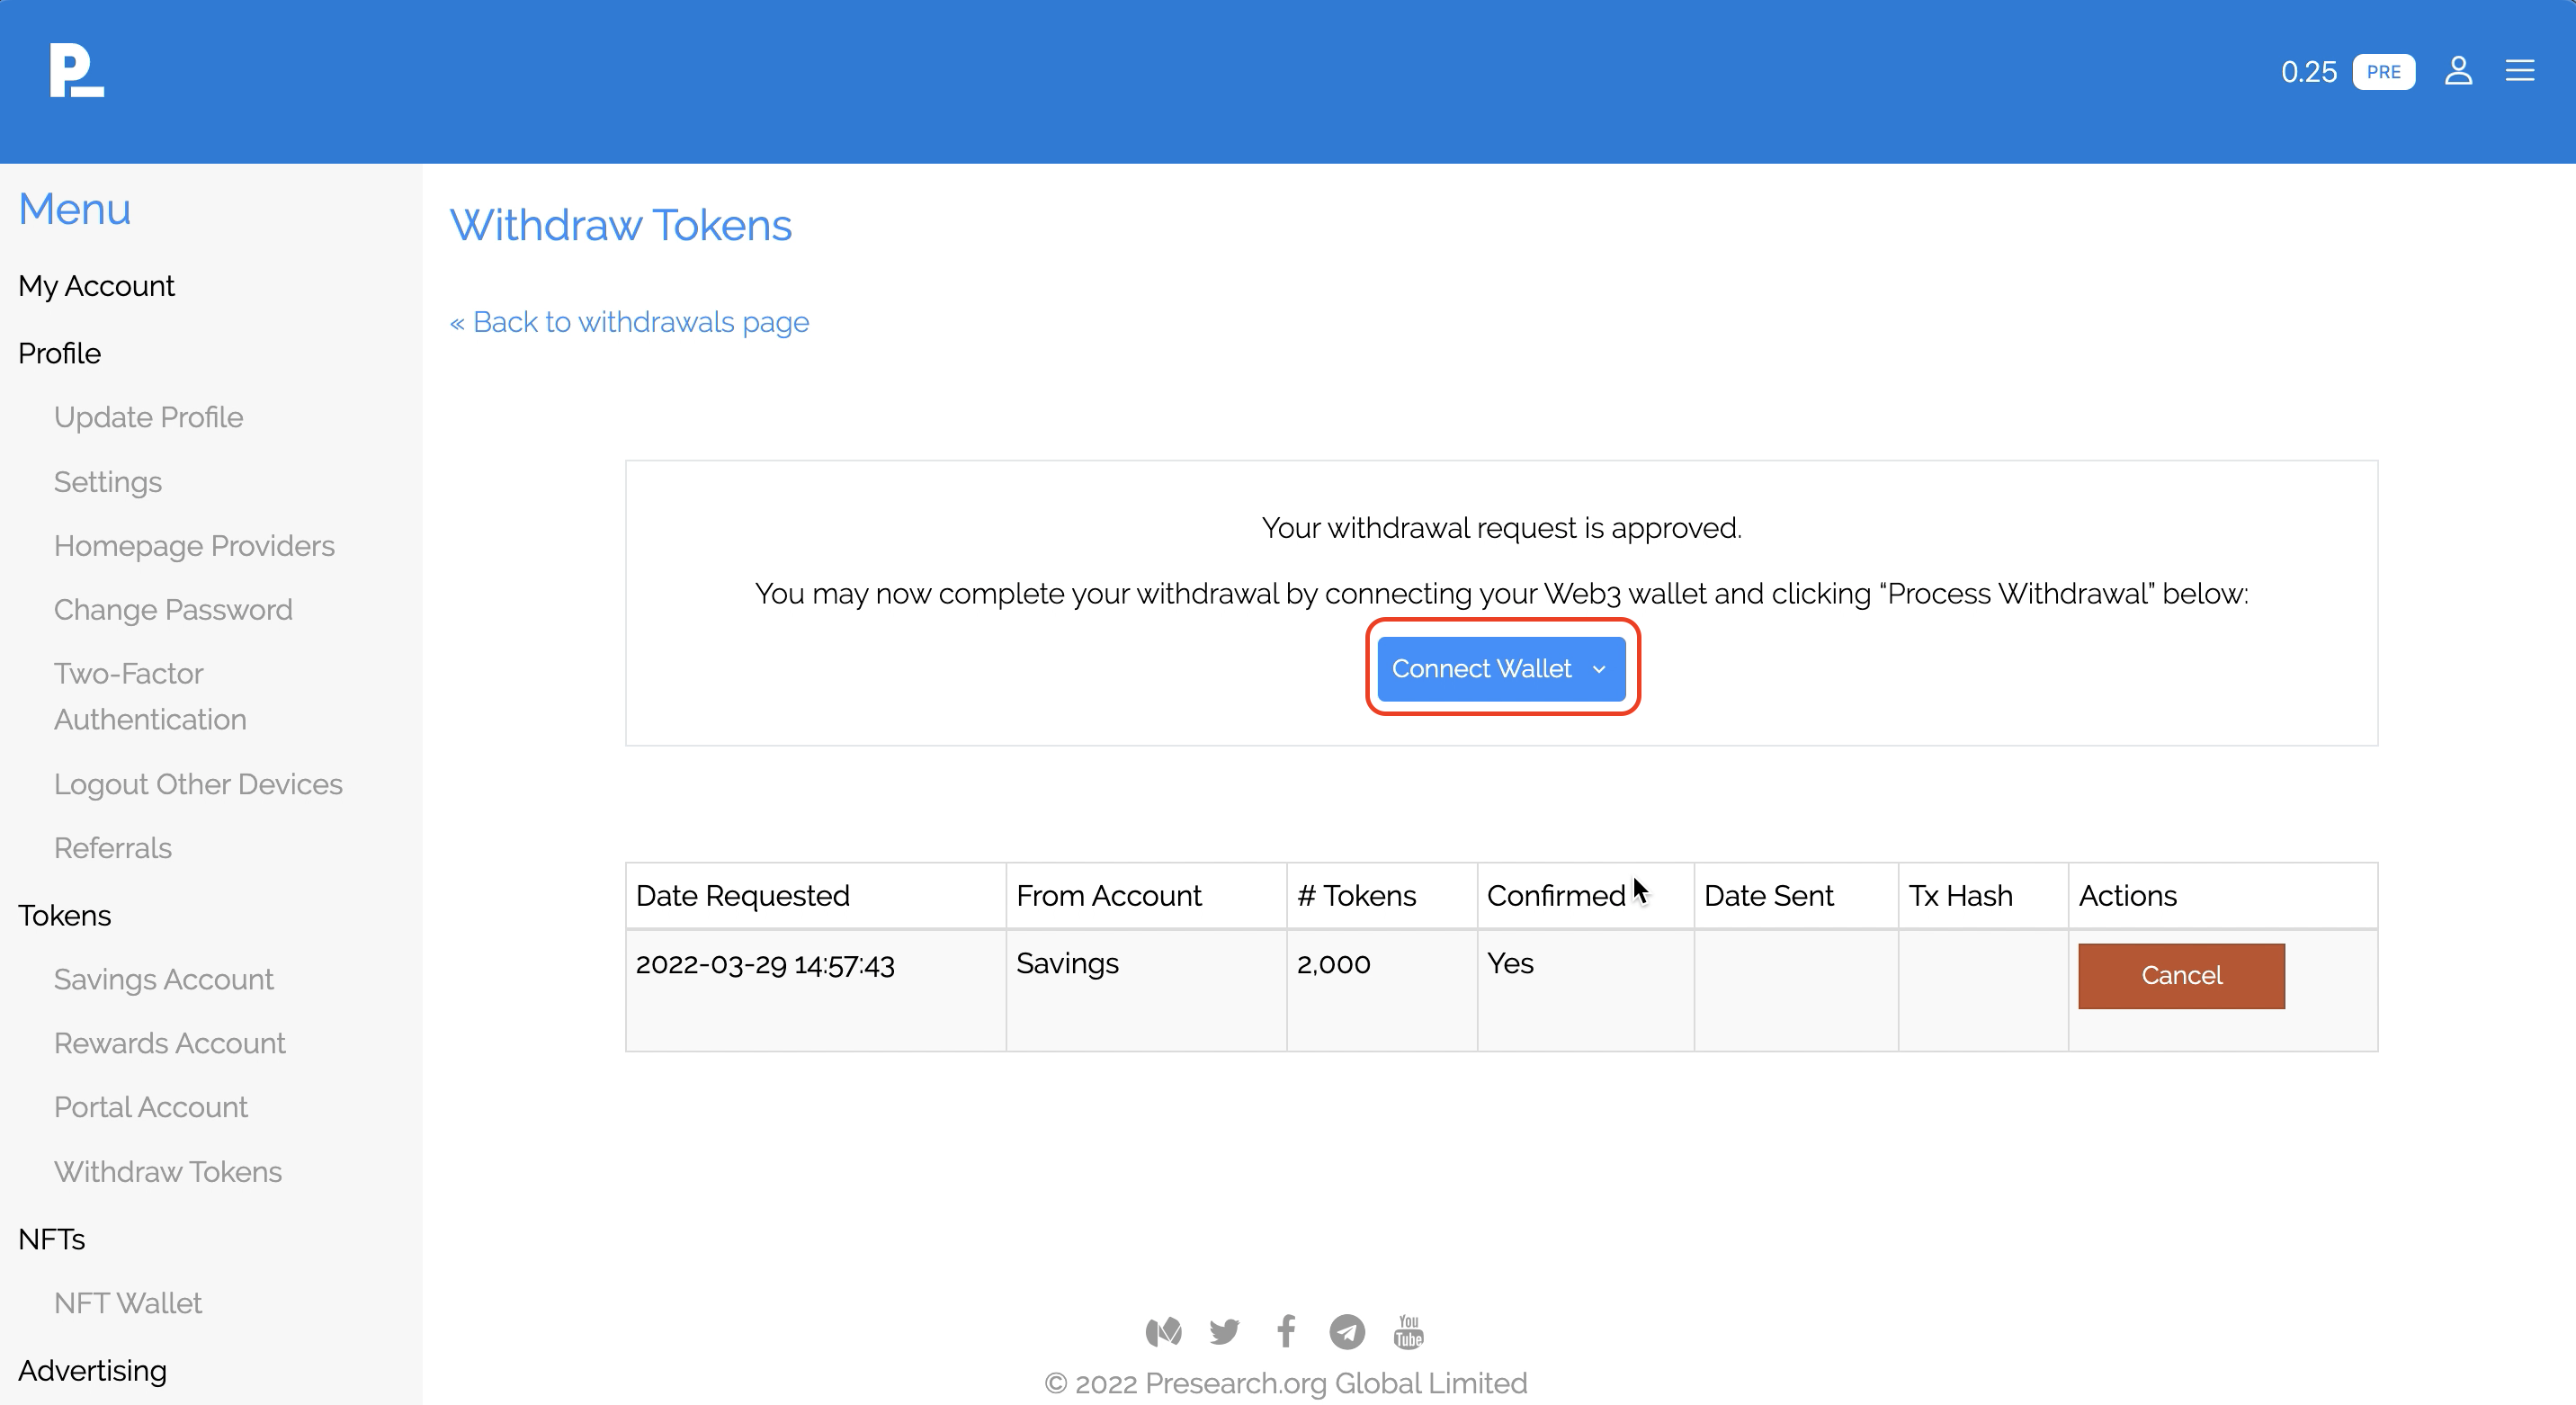 P_
0.25 PRE
Menu
My Account
Profile
Update Profile
Settings
Homepage Providers
Change Password
Two-Factor
Authentication
Logout Other Devices
Referrals
Tokens
Savings Account
Rewards Account
Portal Account
Withdraw Tokens
NFTs
NFT Wallet
Advertising
Withdraw Tokens
« Back to withdrawals page
Your withdrawal request is approved.
You may now complete your withdrawal by connecting your Web3 wallet and clicking “Process Withdrawal” below:
Connect Wallet
Date Requested From Account # Tokens Confirmed Date Sent Tx Hash Actions
2022-03-29 14:57:43 Savings 2,000 Yes Cancel
You
Tube
© 2022 Presearch.org Global Limited